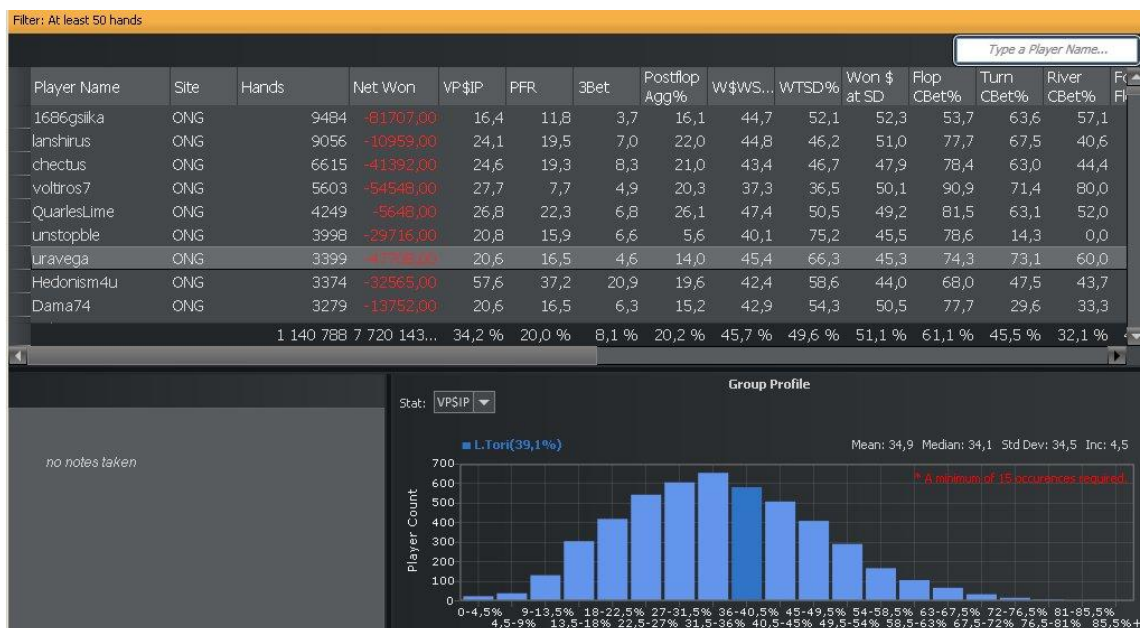 Filter: At least 50 hands
Type a Player Name...
Player Name Site Hands Net Won VP$IP PFR 3Bet Postflop Agg% W$WS... WTSD% Won $ at SD Flop CBet% Turn CBet% River CBet%
1686gsika ONG 9484 -81707,00 16,4 11,8 3,7 16,1 44,7 52,1 52,3 53,7 63,6 57,1
lanshirus ONG 9056 -10959,00 24,1 19,5 7,0 22,0 44,8 46,2 51,0 77,7 67,5 40,6
chectus ONG 6615 -41392,00 24,6 19,3 8,3 21,0 43,4 46,7 47,9 78,4 63,0 44,4
voltiros7 ONG 5603 -54548,00 27,7 7,7 4,9 20,3 37,3 36,5 50,1 90,9 71,4 80,0
QuarlesLime ONG 4249 -5648,00 26,8 22,3 6,8 26,1 47,4 50,5 49,2 81,5 63,1 52,0
unstopble ONG 3998 -29716,00 20,8 15,9 6,6 5,6 40,1 75,2 45,5 78,6 14,3 0,0
uravega ONG 3399 20,6 16,5 4,6 14,0 45,4 66,3 45,3 74,3 73,1 60,0
Hedonism4u ONG 3374 -32565,00 57,6 37,2 20,9 19,6 42,4 58,6 44,0 68,0 47,5 43,7
Dama74 ONG 3279 -13752,00 20,6 16,5 6,3 15,2 42,9 54,3 50,5 77,7 29,6 33,3
1 140 788 7 720 143... 34,2 % 20,0 % 8,1 % 20,2 % 45,7 % 49,6 % 51,1 % 61,1 % 45,5 % 32,1 %
no notes taken
Group Profile
Stat: VP$IP
L.Tori(39,1%)
Mean: 34,9 Median: 34,1 Std Dev: 34,5 Inc: 4,5
* A minimum of 15 occurences required.
Player Count
700
600
500
400
300
200
100
0
0-4,5% 9-13,5% 18-22,5% 27-31,5% 36-40,5% 45-49,5% 54-58,5% 63-67,5% 72-76,5% 81-85,5%
4,5-9% 13,5-18% 22,5-27% 31,5-36% 40,5-45% 49,5-54% 58,5-63% 67,5-72% 76,5-81% 85,5%+